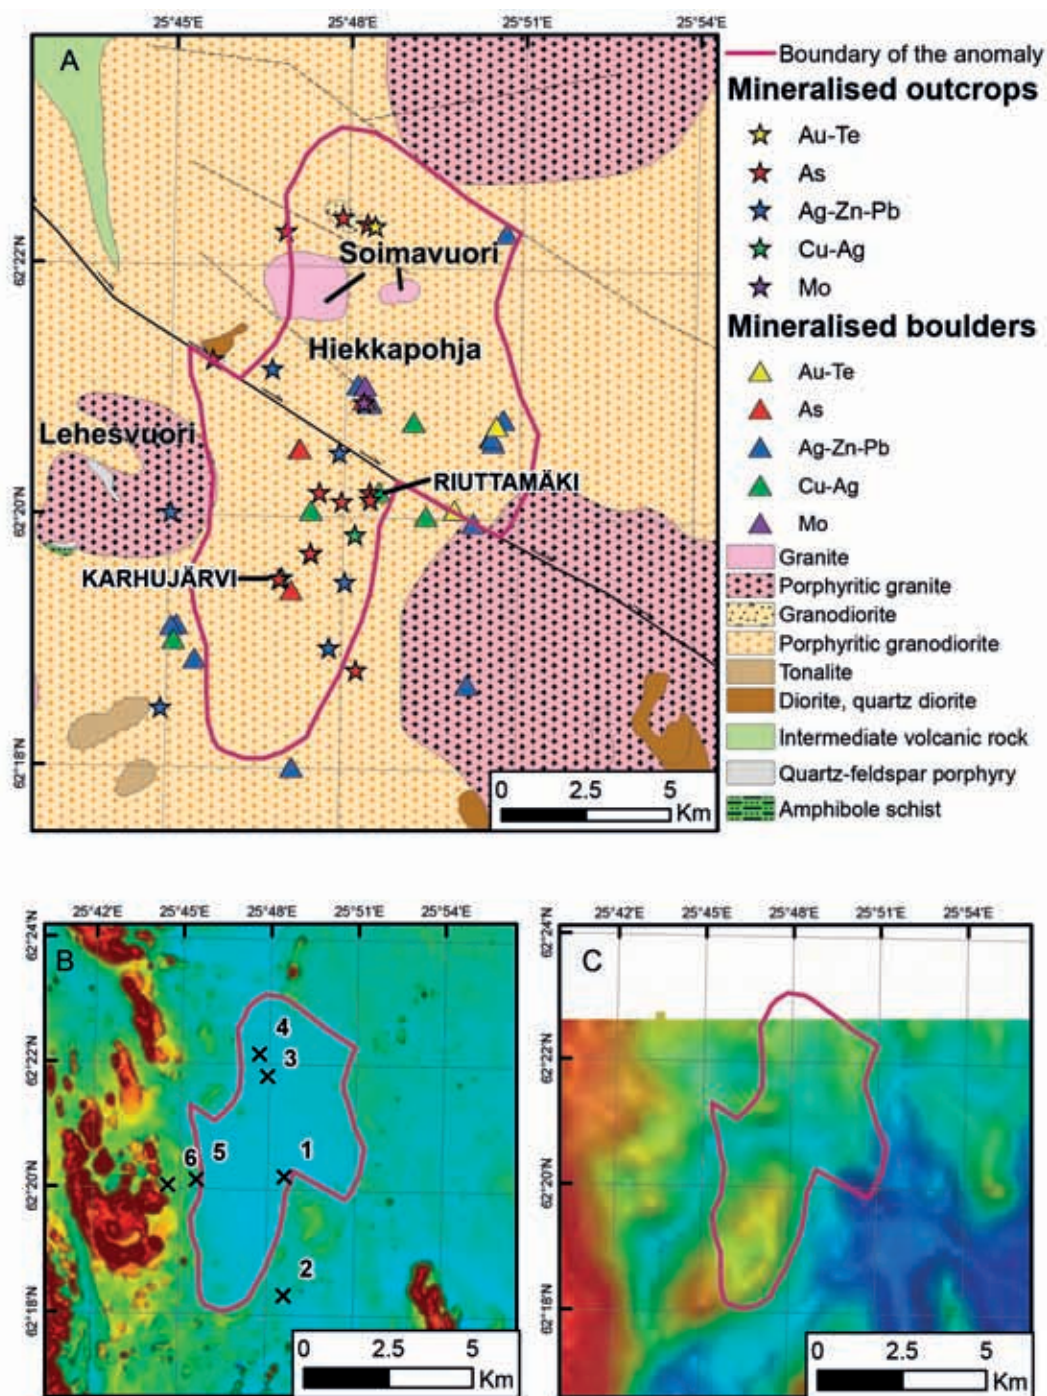 25°45'E
25°48'E
25°51'E
25°54'E
A
Boundary of the anomaly
Mineralised outcrops
Au-Te
As
Ag-Zn-Pb
Cu-Ag
Mo
Mineralised boulders
Au-Te
As
Ag-Zn-Pb
Cu-Ag
Mo
Granite
Porphyritic granite
Granodiorite
Porphyritic granodiorite
Tonalite
Diorite, quartz diorite
Intermediate volcanic rock
Quartz-feldspar porphyry
Amphibole schist
62°22'N
62°20'N
62°18'N
Soimavuori
Hiekkapohja
Lehesvuori
RIUTTAMÄKI
KARHUJÄRVI
0 2.5 5
Km
25°42'E
25°45'E
25°48'E
25°51'E
25°54'E
B
62°24'N
62°22'N
62°20'N
62°18'N
4
3
1
5
6
2
0 2.5 5
Km
25°42'E
25°45'E
25°48'E
25°51'E
25°54'E
C
62°24'N
62°22'N
62°20'N
62°18'N
0 2.5 5
Km